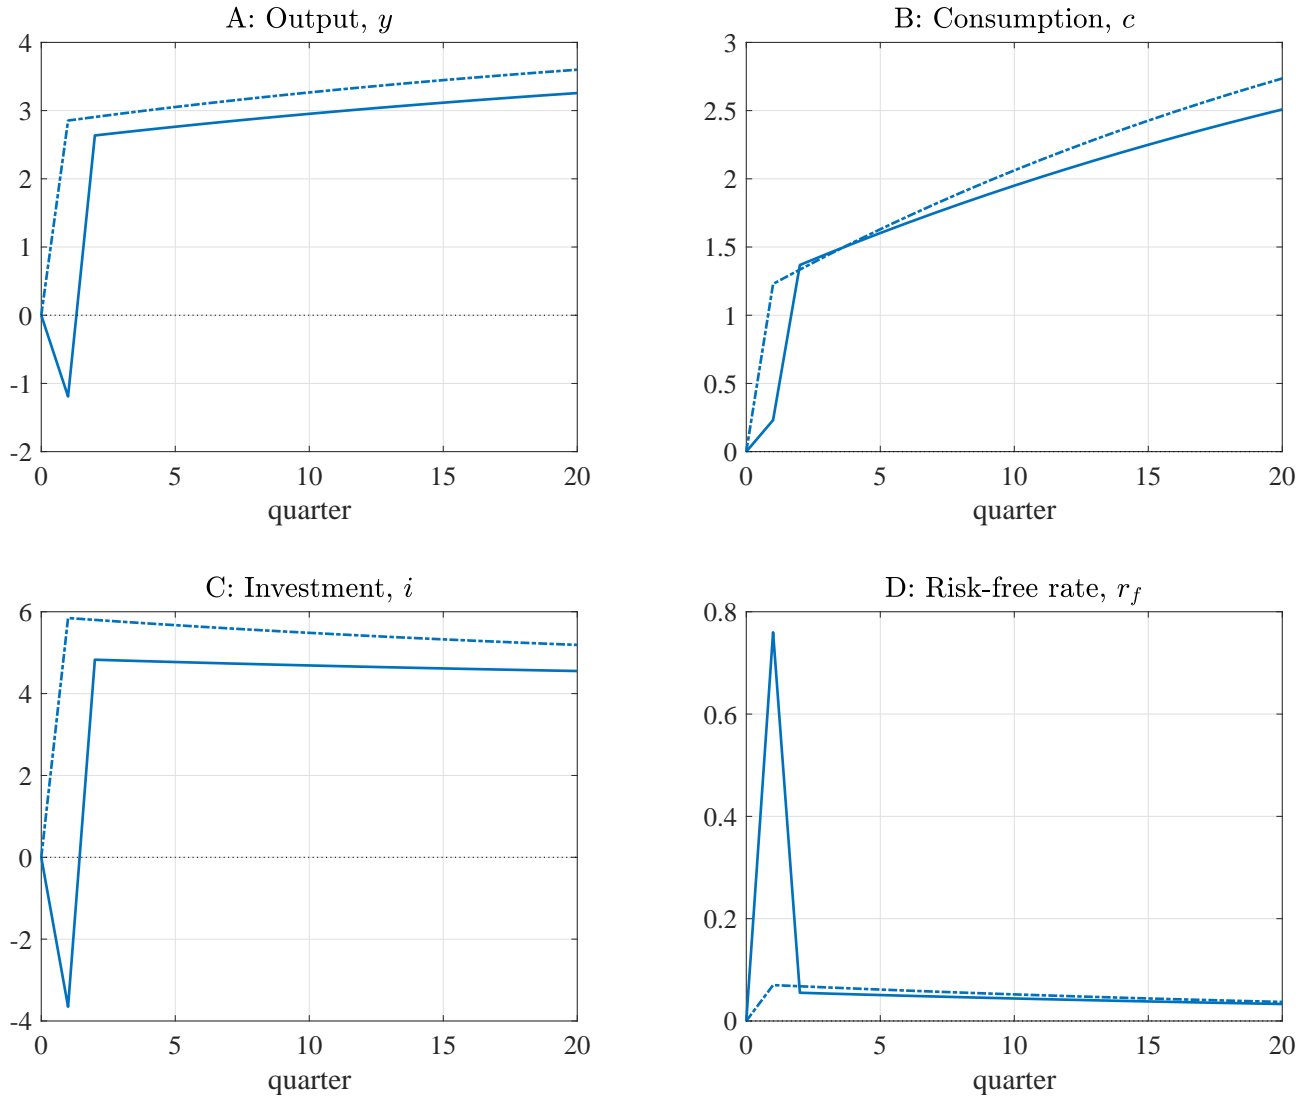 A: Output, y
4
3
2
1
0
-1
-2
0 5 10 15 20
quarter
B: Consumption, c
3
2.5
2
1.5
1
0.5
0
0 5 10 15 20
quarter
C: Investment, i
6
4
2
0
-2
-4
0 5 10 15 20
quarter
D: Risk-free rate, r_f
0.8
0.6
0.4
0.2
0
0 5 10 15 20
quarter